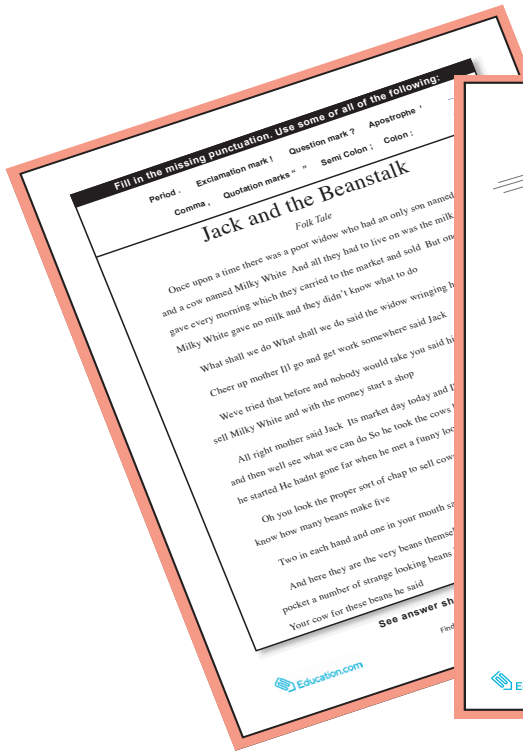 Fill in the missing punctuation. Use some or all of the following:
Period . Exclamation mark ! Question mark ? Apostrophe '
Comma , Quotation marks “ ” Semi Colon ; Colon :
Jack and the Beanstalk
Folk Tale
Once upon a time there was a poor widow who had an only son named
and a cow named Milky White And all they had to live on was the milk
gave every morning which they carried to the market and sold But one
Milky White gave no milk and they didn't know what to do
What shall we do What shall we do said the widow wringing
Cheer up mother Ill go and get work somewhere said Jack
Weve tried that before and nobody would take you said
sell Milky White and with the money start a shop
All right mother said Jack Its market day today and
and then well see what we can do So he took the cows
he started He hadnt gone far when he met a funny
Oh you look the proper sort of chap to sell
know how many beans make five
Two in each hand and one in your mouth
And here they are the very beans
pocket a number of strange looking beans
Your cow for these beans he said
See answer
Find
Education.com
E